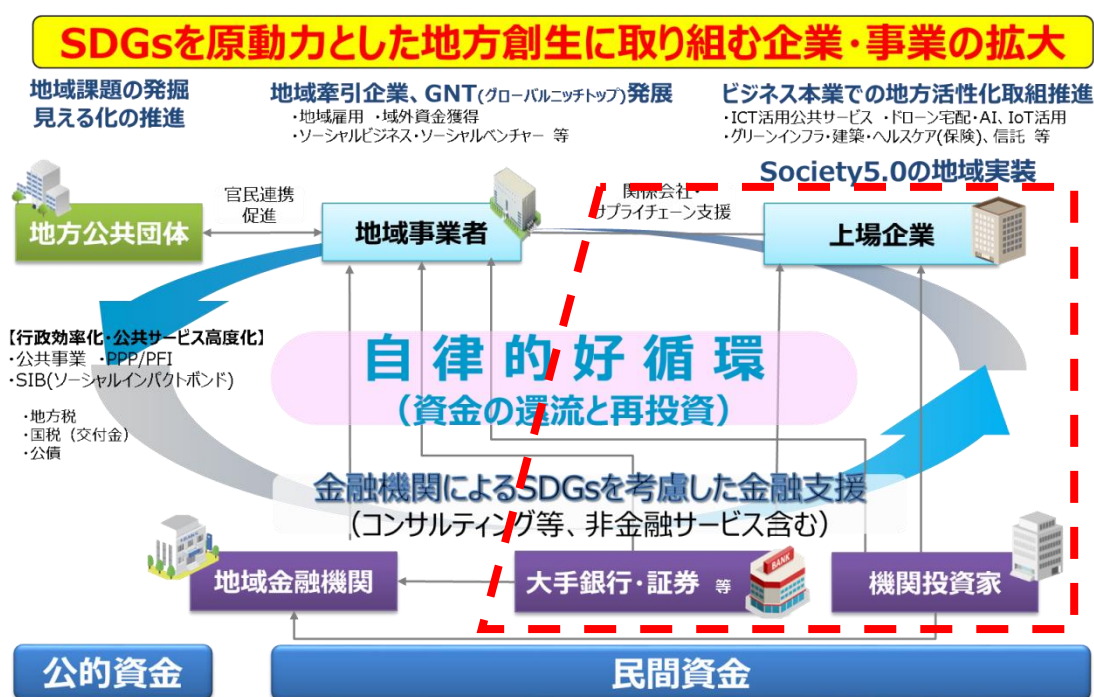 SDGsを原動力とした地方創生に取り組む企業・事業の拡大
地域課題の発掘
見える化の推進
地域牽引企業、GNT(グローバルニッチトップ)発展
・地域雇用 ・域外資金獲得
・ソーシャルビジネス・ソーシャルベンチャー 等
ビジネス本業での地方活性化取組推進
・ICT活用公共サービス ・ドローン宅配・AI、IoT活用
・グリーンインフラ・建築・ヘルスケア(保険)、信託 等
Society5.0の地域実装
官民連携
促進
関係会社・
サプライチェーン支援
地方公共団体
地域事業者
上場企業
【行政効率化・公共サービス高度化】
・公共事業 ・PPP/PFI
・SIB(ソーシャルインパクトボンド)
・地方税
・国税（交付金）
・公債
自律的好循環
（資金の還流と再投資）
金融機関によるSDGsを考慮した金融支援
（コンサルティング等、非金融サービス含む）
地域金融機関
大手銀行・証券 等
BANK
機関投資家
公的資金
民間資金